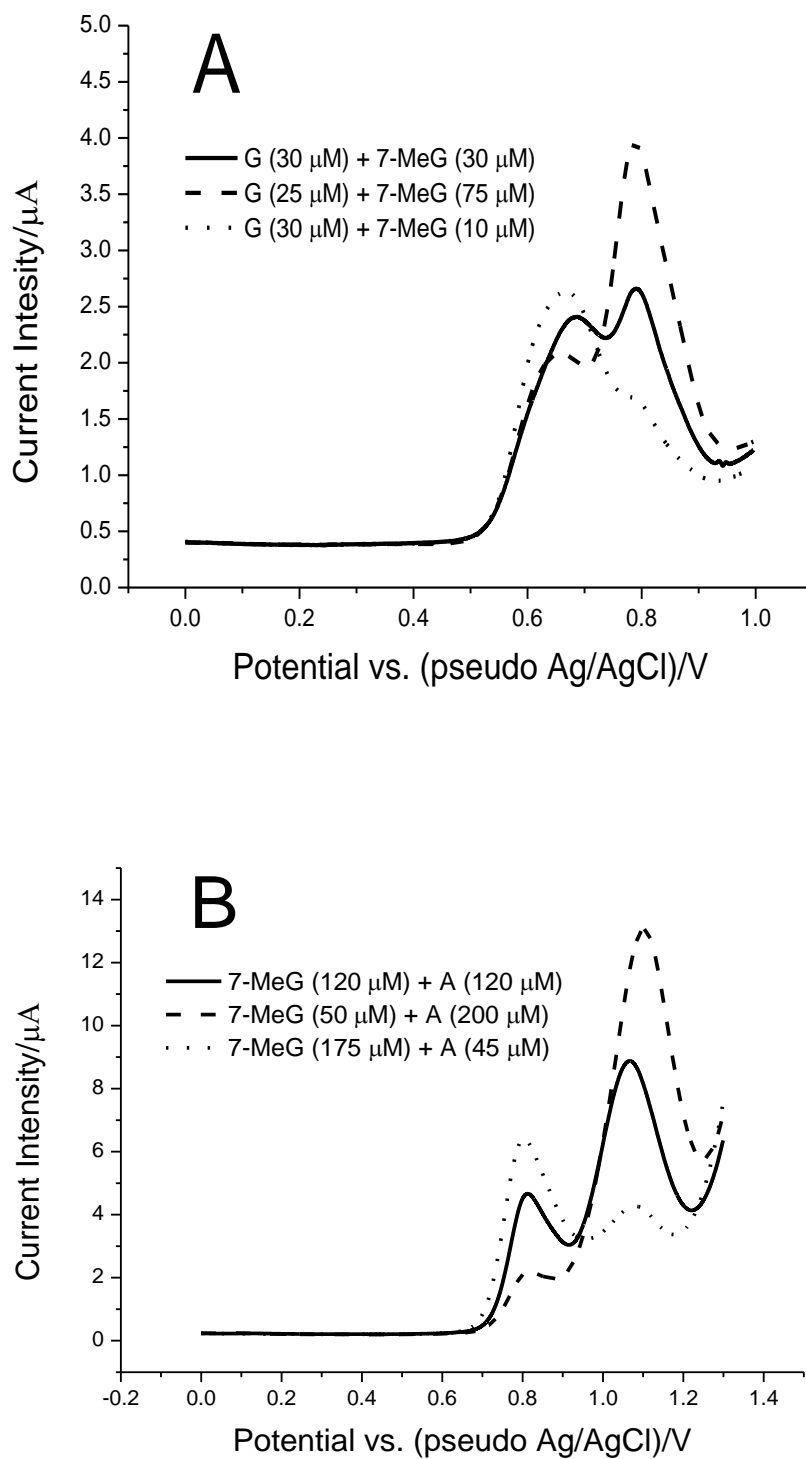 A
G (30 μM) + 7-MeG (30 μM)
G (25 μM) + 7-MeG (75 μM)
G (30 μM) + 7-MeG (10 μM)
5.0
4.5
4.0
3.5
3.0
2.5
2.0
1.5
1.0
0.5
0.0
Current Intesity/μA
0.0 0.2 0.4 0.6 0.8 1.0
Potential vs. (pseudo Ag/AgCl)/V
B
7-MeG (120 μM) + A (120 μM)
7-MeG (50 μM) + A (200 μM)
7-MeG (175 μM) + A (45 μM)
14
12
10
8
6
4
2
0
Current Intensity/μA
-0.2 0.0 0.2 0.4 0.6 0.8 1.0 1.2 1.4
Potential vs. (pseudo Ag/AgCl)/V